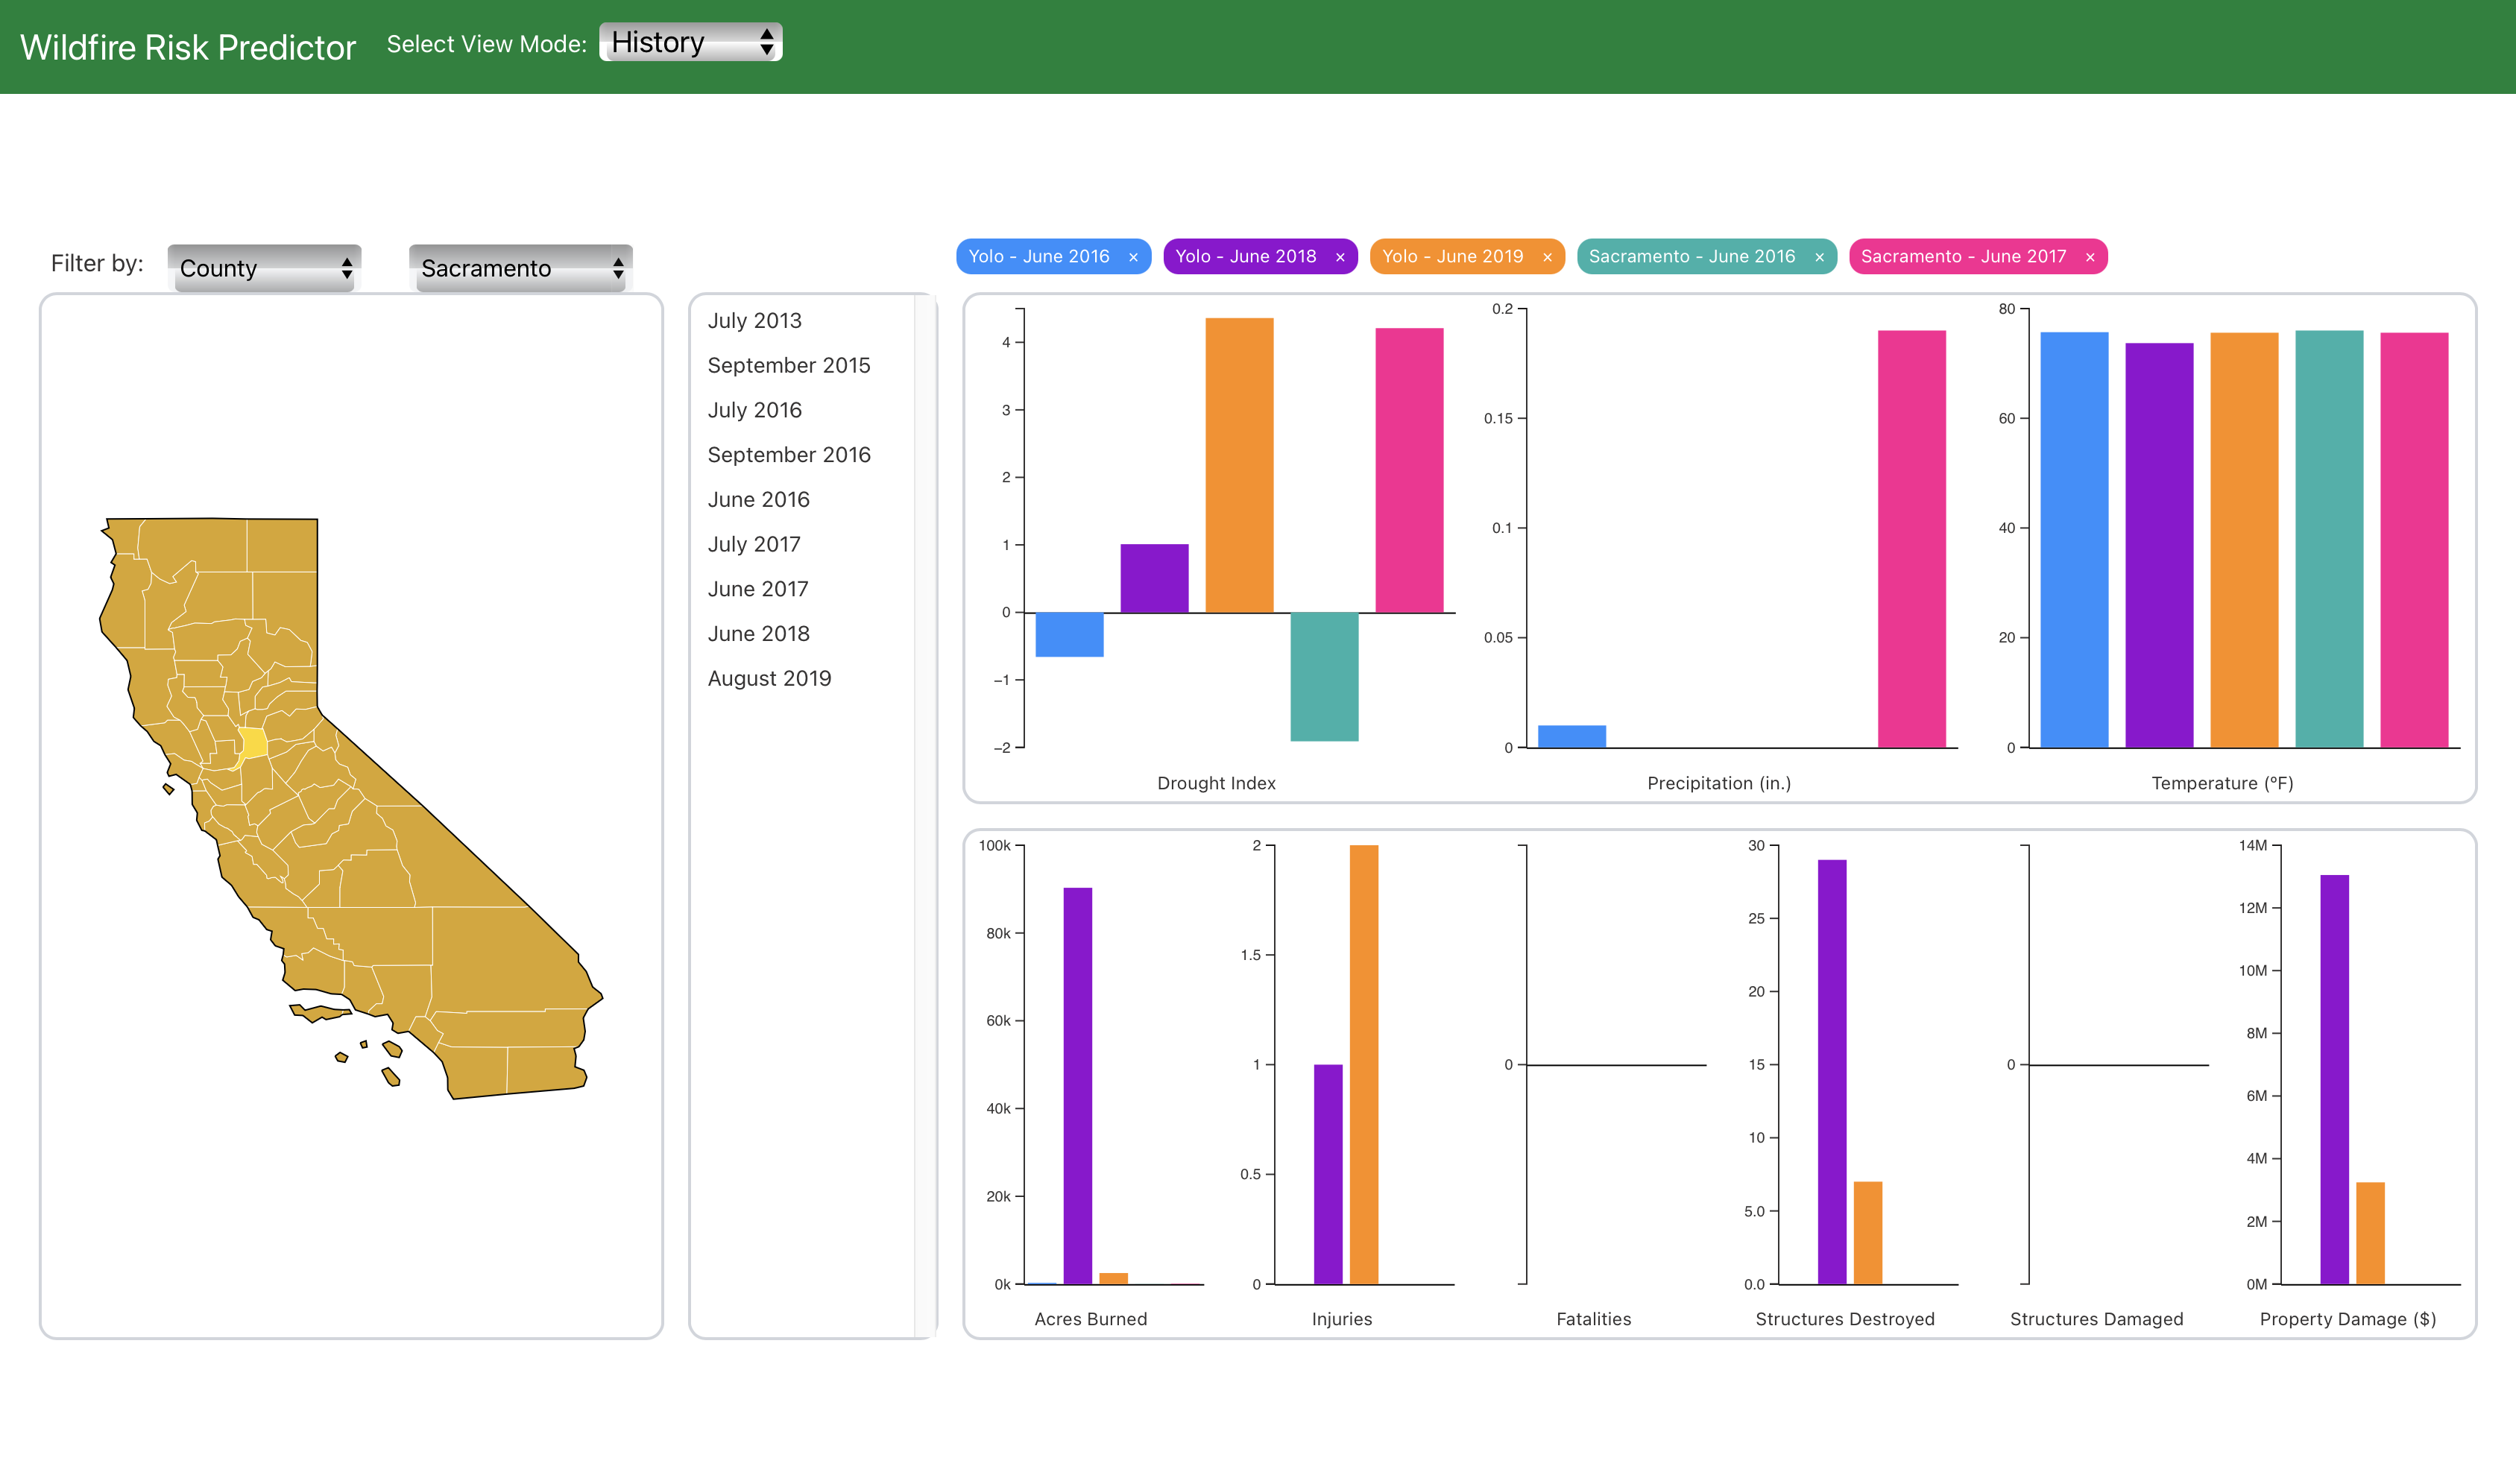 Wildfire Risk Predictor
Select View Mode: History
Filter by: County Sacramento
Yolo - June 2016 ×
Yolo - June 2018 ×
Yolo - June 2019 ×
Sacramento - June 2016 ×
Sacramento - June 2017 ×
July 2013
September 2015
July 2016
September 2016
June 2016
July 2017
June 2017
June 2018
August 2019
4
3
2
1
0
−1
−2
Drought Index
0.2
0.15
0.1
0.05
0
Precipitation (in.)
80
60
40
20
0
Temperature (ºF)
100k
80k
60k
40k
20k
0k
Acres Burned
2
1.5
1
0.5
0
Injuries
0
Fatalities
30
25
20
15
10
5.0
0.0
Structures Destroyed
0
Structures Damaged
14M
12M
10M
8M
6M
4M
2M
0M
Property Damage ($)